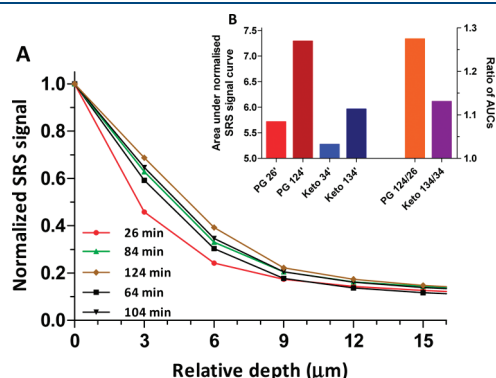 B
A
7.5
7.0
6.5
6.0
5.5
5.0
Area under normalised
SRS signal curve
1.3
1.2
1.1
1.0
Ratio of AUCs
PG 26'
PG 124'
Keto 34'
Keto 134'
PG 124/26
Keto 134/34
Normalized SRS signal
1.0
0.8
0.6
0.4
0.2
0.0
26 min
84 min
124 min
64 min
104 min
0
3
6
9
12
15
Relative depth (µm)